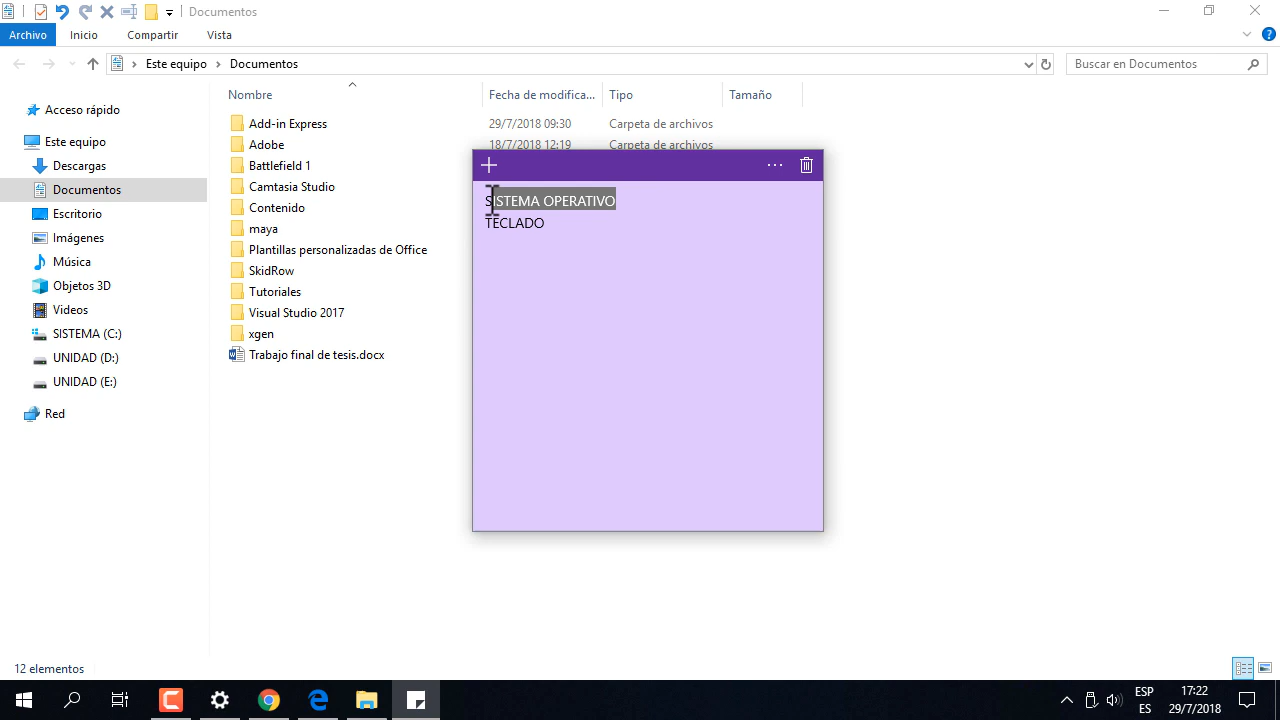 Documentos
Archivo Inicio Compartir Vista
Este equipo Documentos Buscar en Documentos
Nombre Fecha de modifica... Tipo Tamaño
Acceso rápido
Este equipo
Descargas
Documentos
Escritorio
Imágenes
Música
Objetos 3D
Videos
SISTEMA (C:)
UNIDAD (D:)
UNIDAD (E:)
Red
Add-in Express 29/7/2018 09:30 Carpeta de archivos
Adobe 18/7/2018 12:19 Carpeta de archivos
Battlefield 1
Camtasia Studio
Contenido
maya
Plantillas personalizadas de Office
SkidRow
Tutoriales
Visual Studio 2017
xgen
Trabajo final de tesis.docx
SISTEMA OPERATIVO
TECLADO
12 elementos
ESP 17:22
ES 29/7/2018